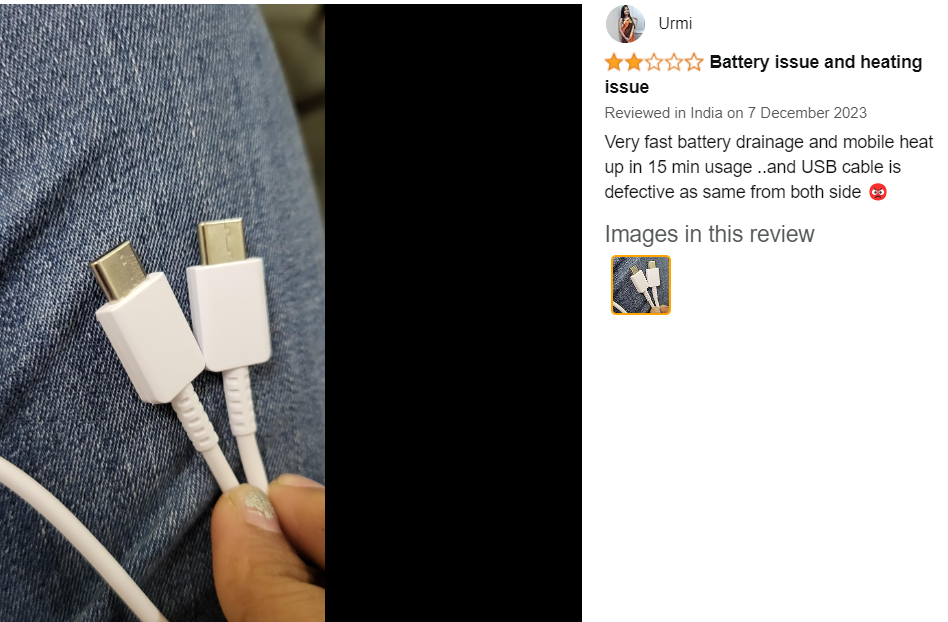 Urmi
Battery issue and heating
issue
Reviewed in India on 7 December 2023
Very fast battery drainage and mobile heat
up in 15 min usage ..and USB cable is
defective as same from both side 😡
Images in this review